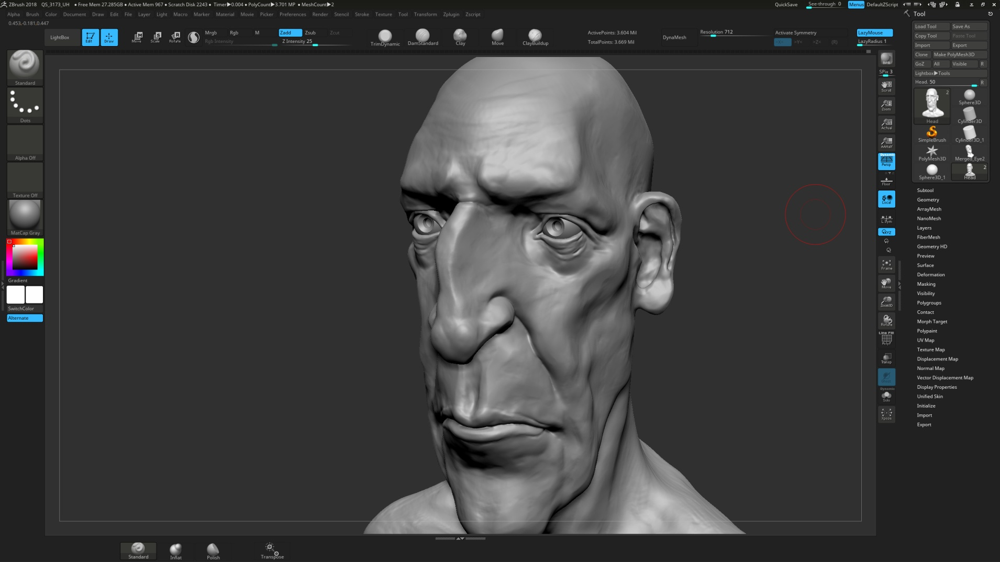 ZBrush 2018 QS_3173_UH • Free Mem 27.285GB • Active Mem 967 • Scratch Disk 2243 • Timer▶0.004 • PolyCount▶3.701 MP • MeshCount▶2 QuickSave See-through 0 Menus DefaultZScript
Alpha Brush Color Document Draw Edit File Layer Light Macro Marker Material Movie Picker Preferences Render Stencil Stroke Texture Tool Transform Zplugin Zscript
0.453,-0.181,0.447
LightBox
Edit
Draw
Move
Scale
Rotate
Mrgb Rgb M
Rgb Intensity
Zadd Zsub Zcut
Z Intensity 25
TrimDynamic
DamStandard
Clay
Move
ClayBuildup
ActivePoints: 3.604 Mil
TotalPoints: 3.669 Mil
DynaMesh
Resolution 712
Activate Symmetry
>X< >Y< >Z< (R)
LazyMouse
LazyRadius 1
Standard
Dots
Alpha Off
Texture Off
MatCap Gray
Gradient
SwitchColor
Alternate
BPR
SPix 3
Scroll
Zoom
Actual
AAHalf
Dynamic
Persp
Floor
Local
L.Sym
XYZ
Frame
Move
Zoom3D
Rotate
Line Fill
PolyF
Transp
Dynamic
Solo
Xpose
Tool
Load Tool Save As
Copy Tool Paste Tool
Import Export
Clone Make PolyMesh3D
GoZ All Visible R
Lightbox▶Tools
Head. 50 R
2
Head
Sphere3D
Cylinder3D
SimpleBrush
Cylinder3D_1
PolyMesh3D
Merged_Eye2
Sphere3D_1
2
Head
Subtool
Geometry
ArrayMesh
NanoMesh
Layers
FiberMesh
Geometry HD
Preview
Surface
Deformation
Masking
Visibility
Polygroups
Contact
Morph Target
Polypaint
UV Map
Texture Map
Displacement Map
Normal Map
Vector Displacement Map
Display Properties
Unified Skin
Initialize
Import
Export
Standard
Inflat
Polish
Transpose